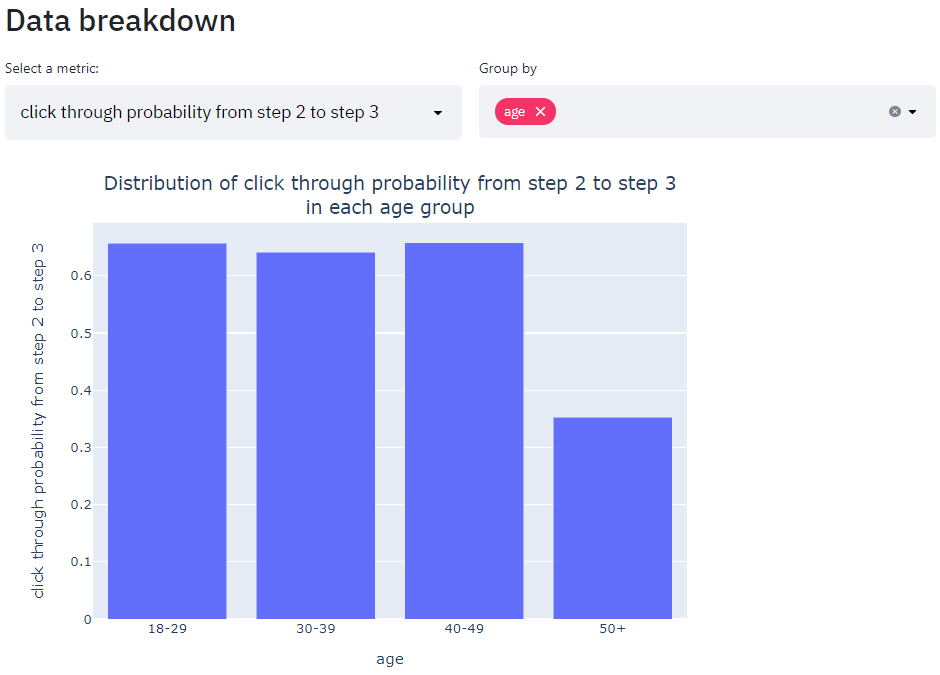 Data breakdown
Select a metric:
Group by
click through probability from step 2 to step 3
age
Distribution of click through probability from step 2 to step 3
in each age group
click through probability from step 2 to step 3
0.6
0.5
0.4
0.3
0.2
0.1
0
18-29
30-39
40-49
50+
age